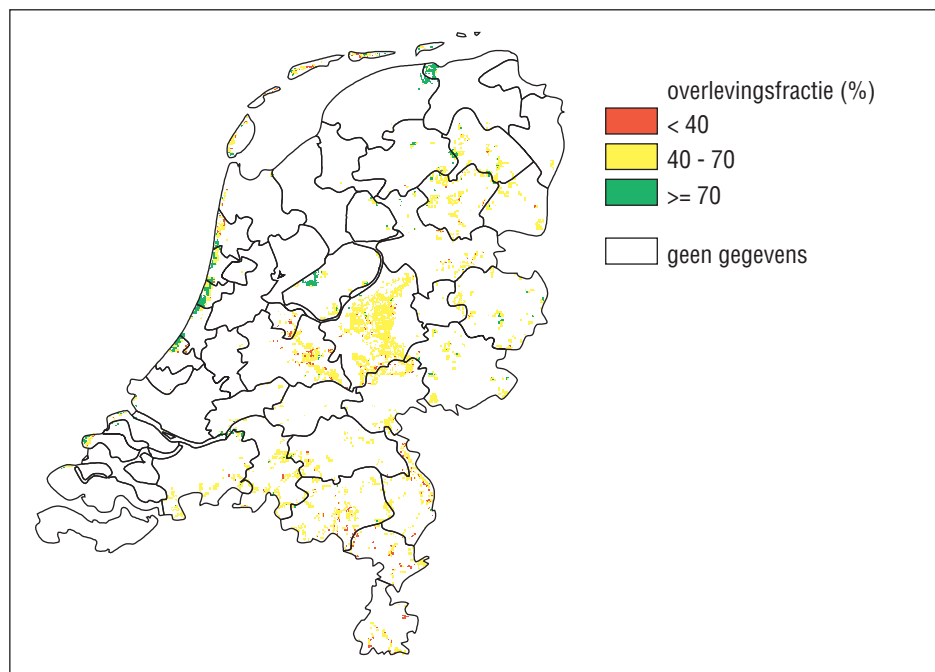 overlevingsfractie (%)
< 40
40 - 70
>= 70
geen gegevens